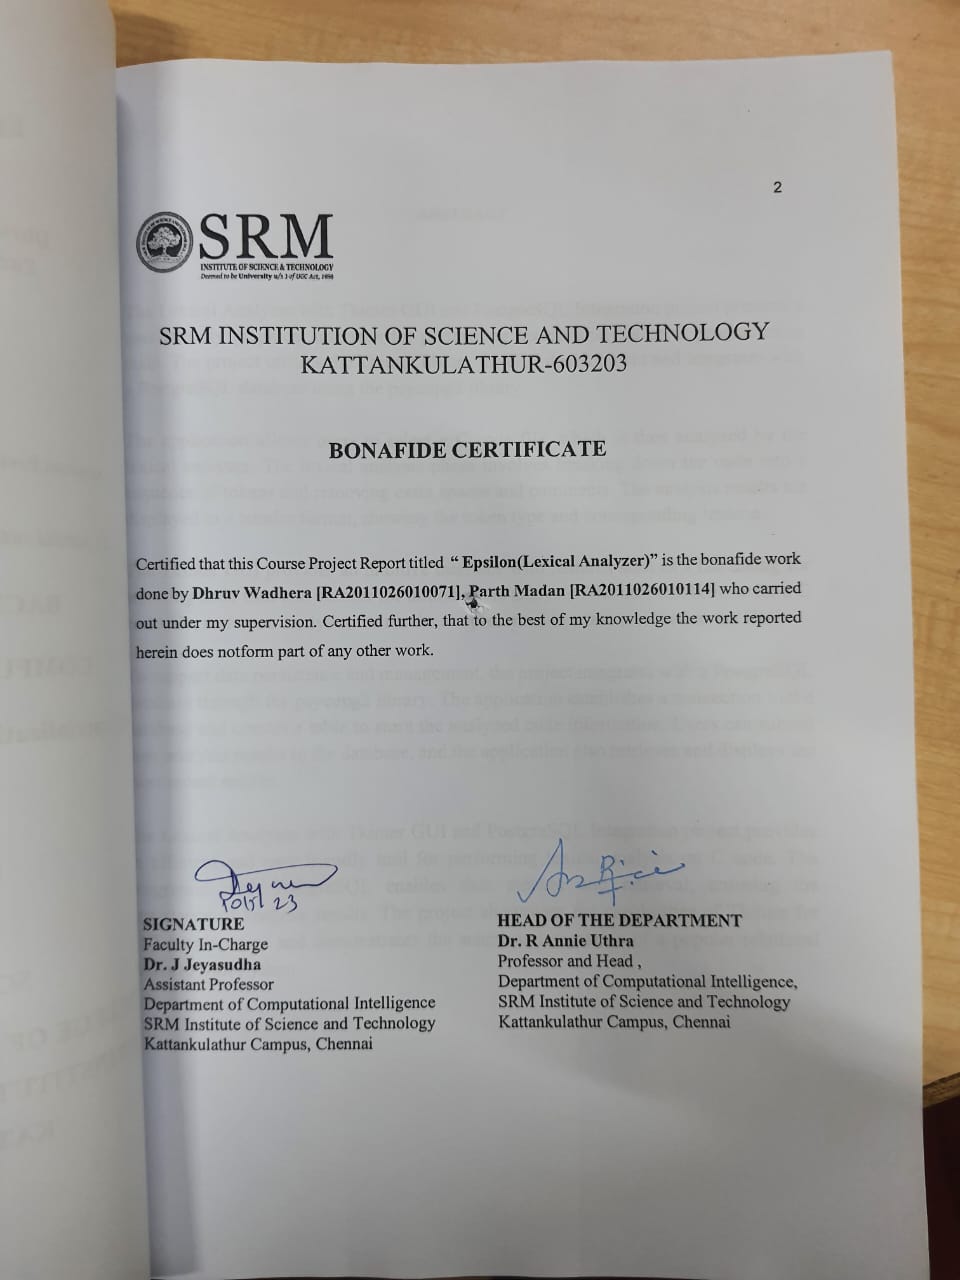 2
SRM
INSTITUTE OF SCIENCE & TECHNOLOGY
Deemed to be University u/s 3 of UGC Act, 1956
SRM INSTITUTION OF SCIENCE AND TECHNOLOGY
KATTANKULATHUR-603203
BONAFIDE CERTIFICATE
Certified that this Course Project Report titled “ Epsilon(Lexical Analyzer)” is the bonafide work
done by Dhruv Wadhera [RA2011026010071], Parth Madan [RA2011026010114] who carried
out under my supervision. Certified further, that to the best of my knowledge the work reported
herein does notform part of any other work.
SIGNATURE
Faculty In-Charge
Dr. J Jeyasudha
Assistant Professor
Department of Computational Intelligence
SRM Institute of Science and Technology
Kattankulathur Campus, Chennai
HEAD OF THE DEPARTMENT
Dr. R Annie Uthra
Professor and Head ,
Department of Computational Intelligence,
SRM Institute of Science and Technology
Kattankulathur Campus, Chennai